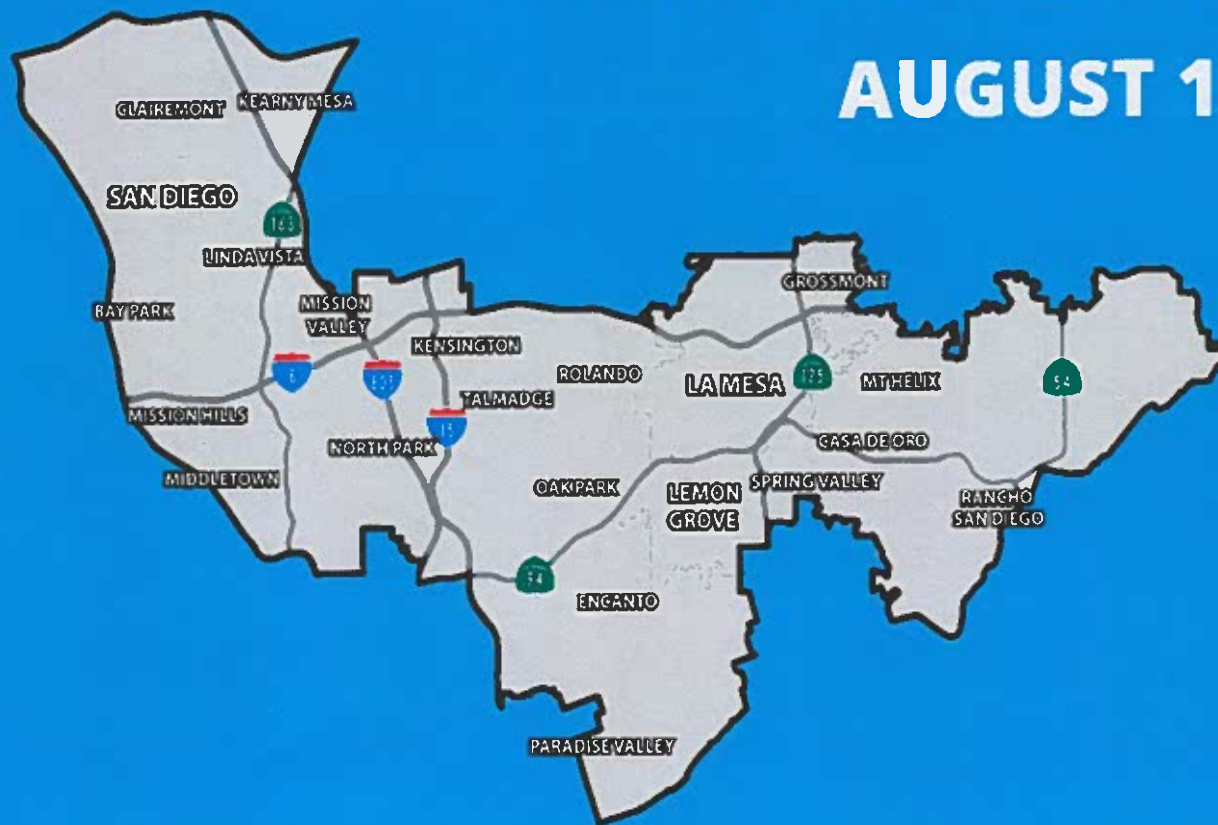 AUGUST 1
CLAIREMONT
KEARNY MESA
SAN DIEGO
163
LINDA VISTA
GROSSMONT
BAY PARK
MISSION
VALLEY
KENSINGTON
ROLANDO
LA MESA
125
MT HELIX
54
8
805
TALMADGE
MISSION HILLS
15
NORTH PARK
CASA DE ORO
MIDDLETOWN
OAK PARK
SPRING VALLEY
LEMON
GROVE
RANCHO
SAN DIEGO
94
ENCANTO
PARADISE VALLEY